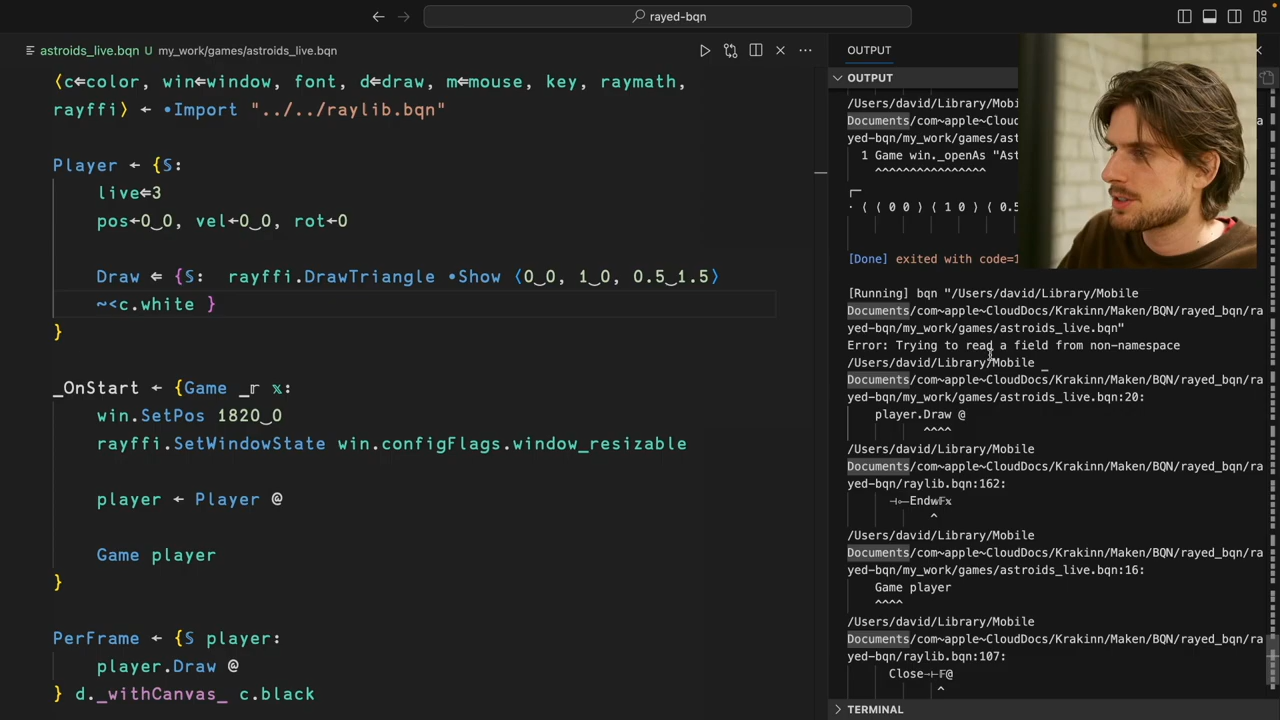 rayed-bqn
astroids_live.bqn U my_work/games/astroids_live.bqn
⟨c⇐color, win⇐window, font, d⇐draw, m⇐mouse, key, raymath,
rayffi⟩ ← •Import "../../raylib.bqn"
Player ← {𝕊:
live⇐3
pos←0‿0, vel←0‿0, rot←0
Draw ⇐ {𝕊: rayffi.DrawTriangle •Show ⟨0‿0, 1‿0, 0.5‿1.5⟩
~<c.white }
}
_OnStart ← {Game _𝕣 𝕩:
win.SetPos 1820‿0
rayffi.SetWindowState win.configFlags.window_resizable
player ← Player @
Game player
}
PerFrame ← {𝕊 player:
player.Draw @
} d._withCanvas_ c.black
OUTPUT
OUTPUT
/Users/david/Library/Mobi
Documents/com~apple~Cloud
yed-bqn/my_work/games/ast
1 Game win._openAs "Ast
^^^^^^^^^^^^^^^^
┌─
· ⟨ ⟨ 0 0 ⟩ ⟨ 1 0 ⟩ ⟨ 0.5
[Done] exited with code=1
[Running] bqn "/Users/david/Library/Mobile
Documents/com~apple~CloudDocs/Krakinn/Maken/BQN/rayed_bqn/ra
yed-bqn/my_work/games/astroids_live.bqn"
Error: Trying to read a field from non-namespace
/Users/david/Library/Mobile _
Documents/com~apple~CloudDocs/Krakinn/Maken/BQN/rayed_bqn/ra
yed-bqn/my_work/games/astroids_live.bqn:20:
player.Draw @
^^^^
/Users/david/Library/Mobile
Documents/com~apple~CloudDocs/Krakinn/Maken/BQN/rayed_bqn/ra
yed-bqn/raylib.bqn:162:
⊣⟜End𝕨𝔽𝕩
^
/Users/david/Library/Mobile
Documents/com~apple~CloudDocs/Krakinn/Maken/BQN/rayed_bqn/ra
yed-bqn/my_work/games/astroids_live.bqn:16:
Game player
^^^^
/Users/david/Library/Mobile
Documents/com~apple~CloudDocs/Krakinn/Maken/BQN/rayed_bqn/ra
yed-bqn/raylib.bqn:107:
Close⊸⊢𝔽@
^
TERMINAL